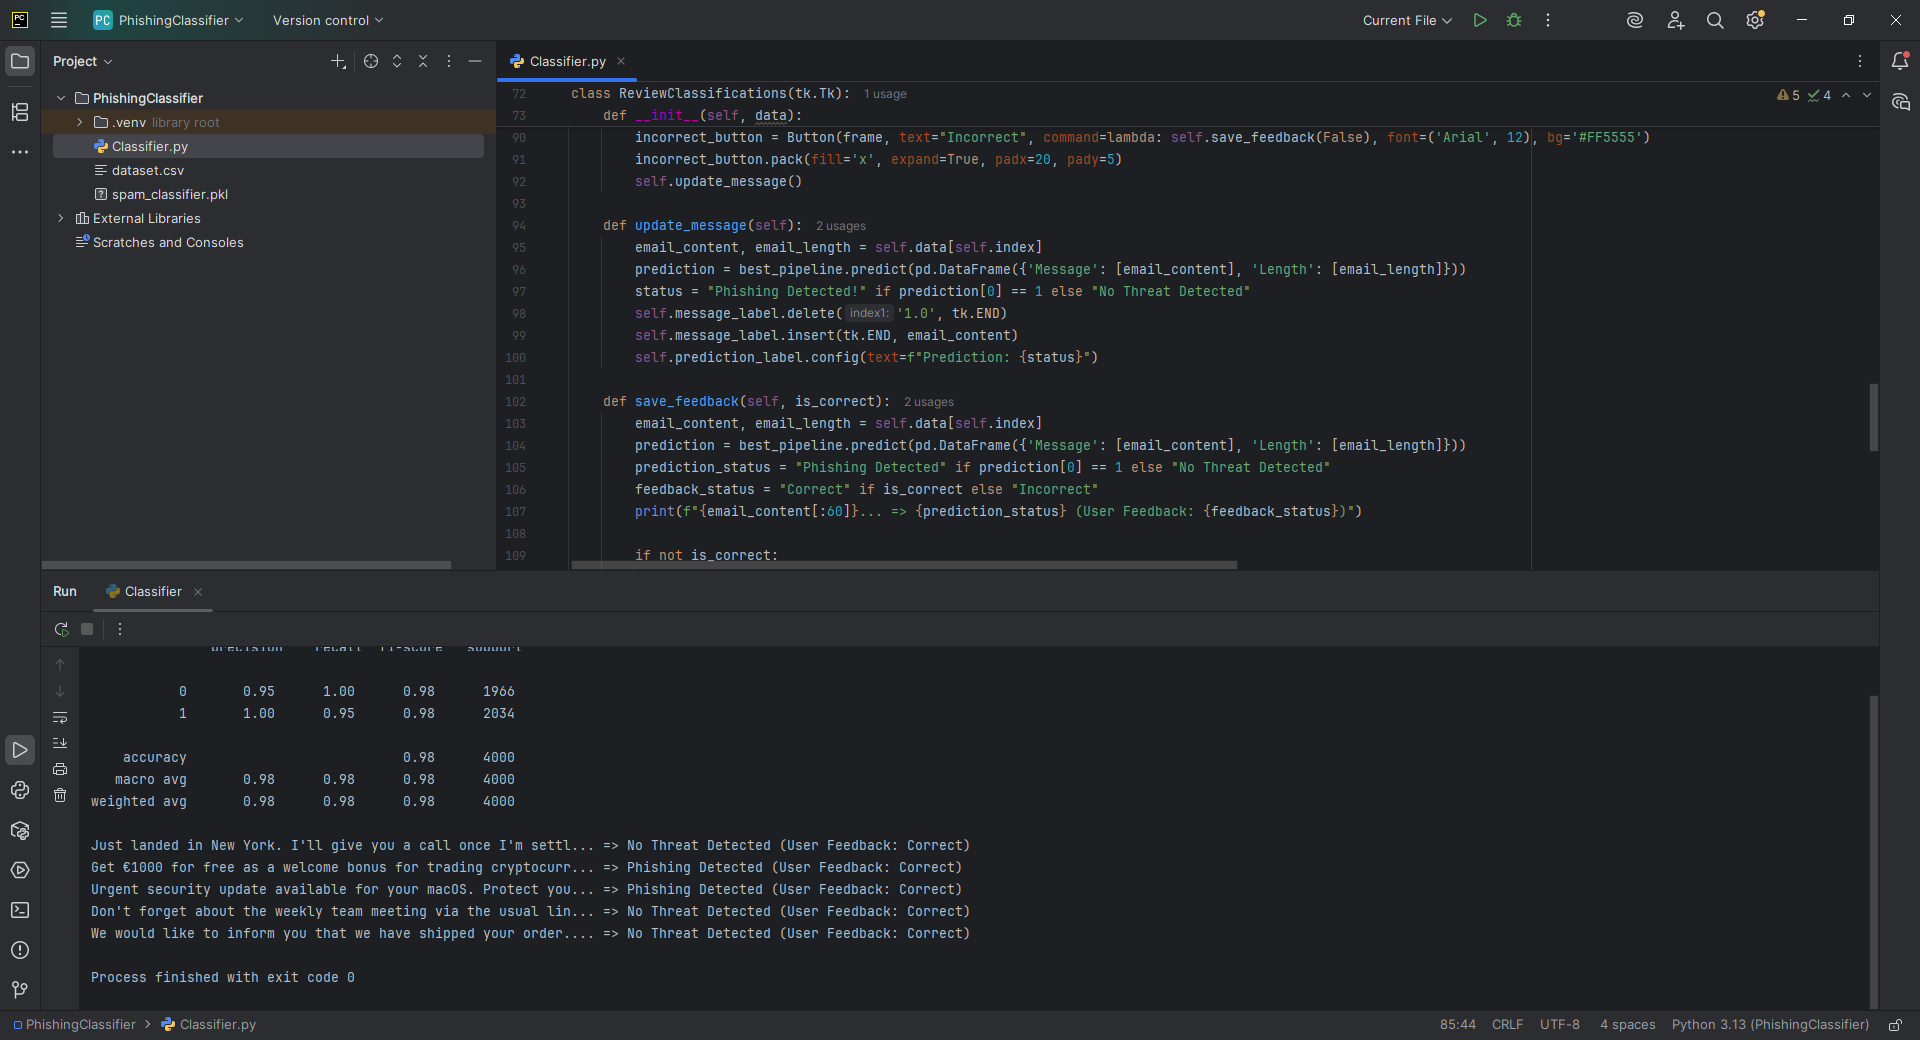 PC PhishingClassifier Version control Current File
Project
Classifier.py
PhishingClassifier
.venv library root
Classifier.py
dataset.csv
spam_classifier.pkl
External Libraries
Scratches and Consoles
5 4
72 class ReviewClassifications(tk.Tk): 1 usage
73 def __init__(self, data):
90 incorrect_button = Button(frame, text="Incorrect", command=lambda: self.save_feedback(False), font=('Arial', 12), bg='#FF5555')
91 incorrect_button.pack(fill='x', expand=True, padx=20, pady=5)
92 self.update_message()
93
94 def update_message(self): 2 usages
95 email_content, email_length = self.data[self.index]
96 prediction = best_pipeline.predict(pd.DataFrame({'Message': [email_content], 'Length': [email_length]}))
97 status = "Phishing Detected!" if prediction[0] == 1 else "No Threat Detected"
98 self.message_label.delete( index1: '1.0', tk.END)
99 self.message_label.insert(tk.END, email_content)
100 self.prediction_label.config(text=f"Prediction: {status}")
101
102 def save_feedback(self, is_correct): 2 usages
103 email_content, email_length = self.data[self.index]
104 prediction = best_pipeline.predict(pd.DataFrame({'Message': [email_content], 'Length': [email_length]}))
105 prediction_status = "Phishing Detected" if prediction[0] == 1 else "No Threat Detected"
106 feedback_status = "Correct" if is_correct else "Incorrect"
107 print(f"{email_content[:60]}... => {prediction_status} (User Feedback: {feedback_status})")
108
109 if not is_correct:
Run Classifier
precision recall f1-score support
0 0.95 1.00 0.98 1966
1 1.00 0.95 0.98 2034
accuracy 0.98 4000
macro avg 0.98 0.98 0.98 4000
weighted avg 0.98 0.98 0.98 4000
Just landed in New York. I'll give you a call once I'm settl... => No Threat Detected (User Feedback: Correct)
Get €1000 for free as a welcome bonus for trading cryptocurr... => Phishing Detected (User Feedback: Correct)
Urgent security update available for your macOS. Protect you... => Phishing Detected (User Feedback: Correct)
Don't forget about the weekly team meeting via the usual lin... => No Threat Detected (User Feedback: Correct)
We would like to inform you that we have shipped your order.... => No Threat Detected (User Feedback: Correct)
Process finished with exit code 0
PhishingClassifier > Classifier.py 85:44 CRLF UTF-8 4 spaces Python 3.13 (PhishingClassifier)